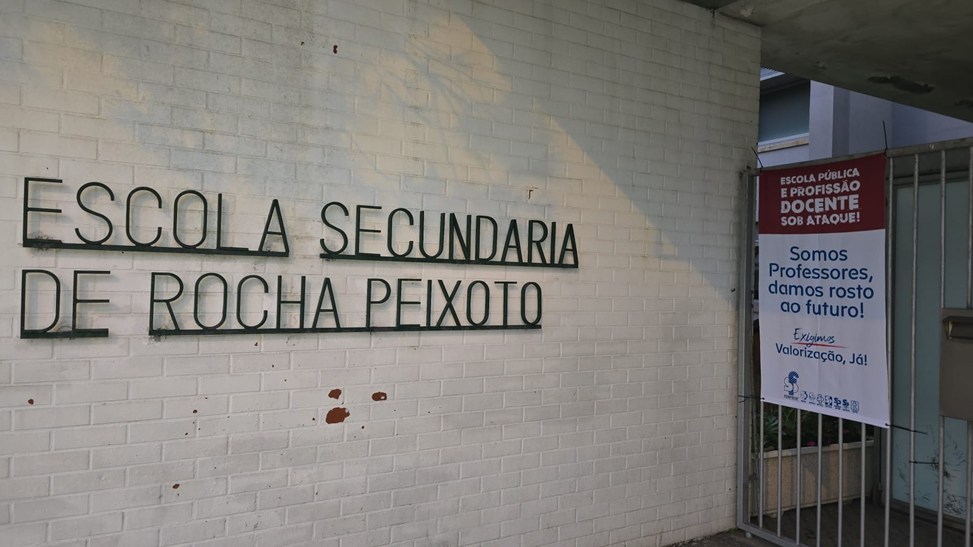 ESCOLA SECUNDARIA
DE ROCHA PEIXOTO
ESCOLA PÚBLICA
E PROFISSÃO
DOCENTE
SOB ATAQUE!
Somos
Professores,
damos rosto
ao futuro!
Exigimos
Valorização, Já!